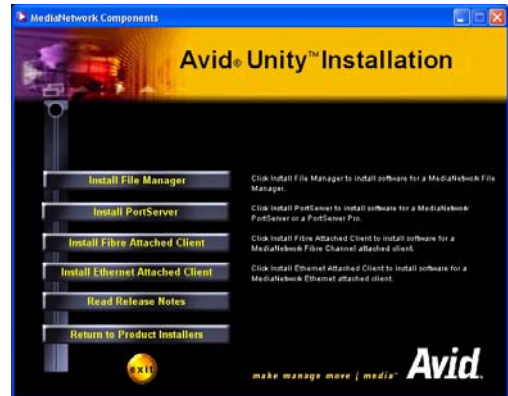 MediaNetwork Components
Avid® Unity™ Installation
Install File Manager
Click Install File Manager to install software for a MediaNetwork File
Manager.
Install PortServer
Click Install PortServer to install software for a MediaNetwork
PortServer or a PortServer Pro.
Install Fibre Attached Client
Click Install Fibre Attached Client to install software for a
MediaNetwork Fibre Channel attached client.
Install Ethernet Attached Client
Click Install Ethernet Attached Client to install software for a
MediaNetwork Ethernet attached client.
Read Release Notes
Return to Product Installers
exit
make manage move | media™
Avid.